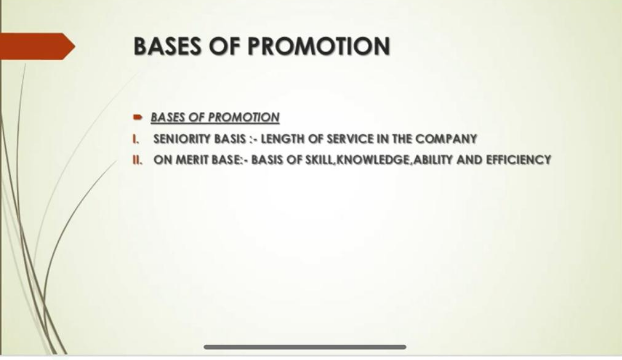 BASES OF PROMOTION
BASES OF PROMOTION
I. SENIORITY BASIS :- LENGTH OF SERVICE IN THE COMPANY
II. ON MERIT BASE:- BASIS OF SKILL,KNOWLEDGE,ABILITY AND EFFICIENCY